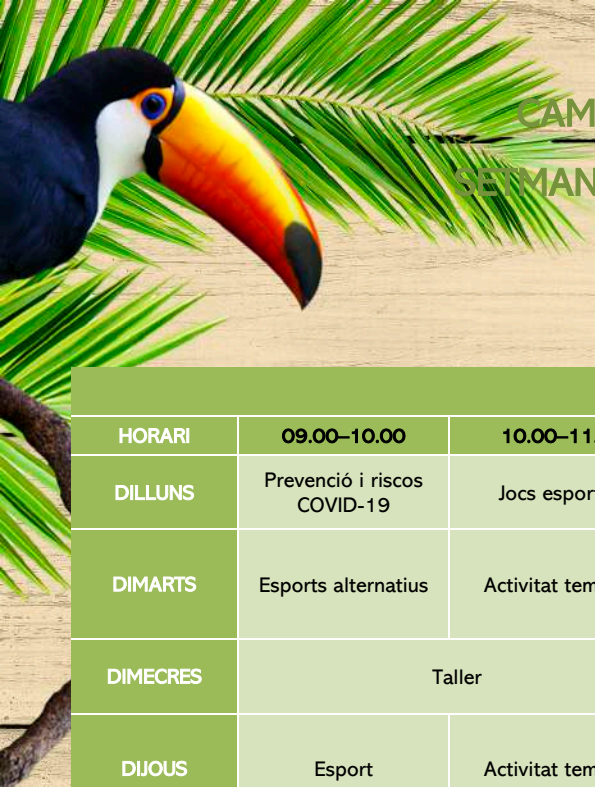 CAM
SETMAN
HORARI 09.00–10.00 10.00–11.
DILLUNS Prevenció i riscos COVID-19 Jocs espor
DIMARTS Esports alternatius Activitat tem
DIMECRES Taller
DIJOUS Esport Activitat tem